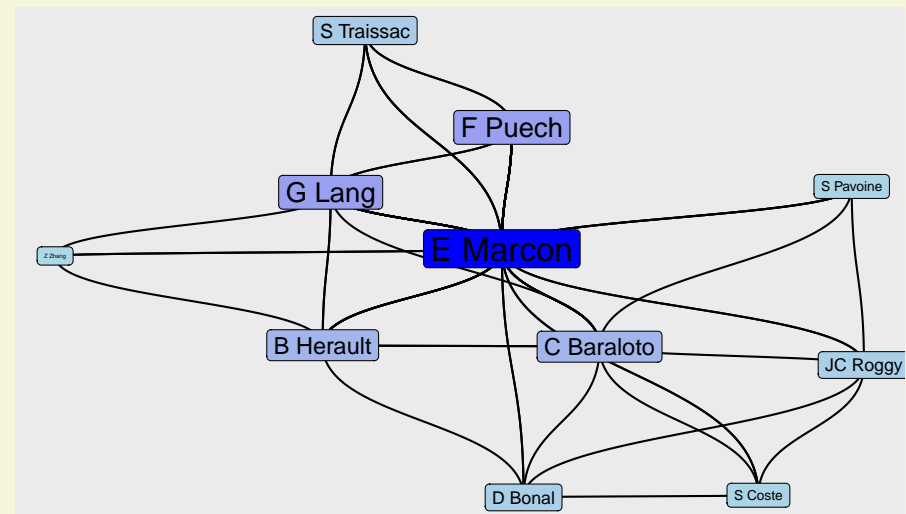 S Traissac
F Puech
G Lang
S Pavoine
E Marcon
Z Zhang
B Herault
C Baraloto
JC Roggy
D Bonal
S Coste